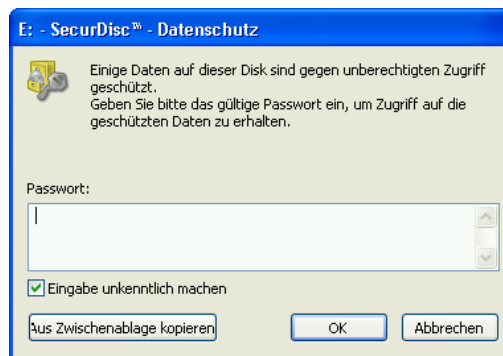 E: - SecurDisc™ - Datenschutz
Einige Daten auf dieser Disk sind gegen unberechtigten Zugriff
geschützt.
Geben Sie bitte das gültige Passwort ein, um Zugriff auf die
geschützten Daten zu erhalten.
Passwort:
Eingabe unkenntlich machen
Aus Zwischenablage kopieren
OK
Abbrechen